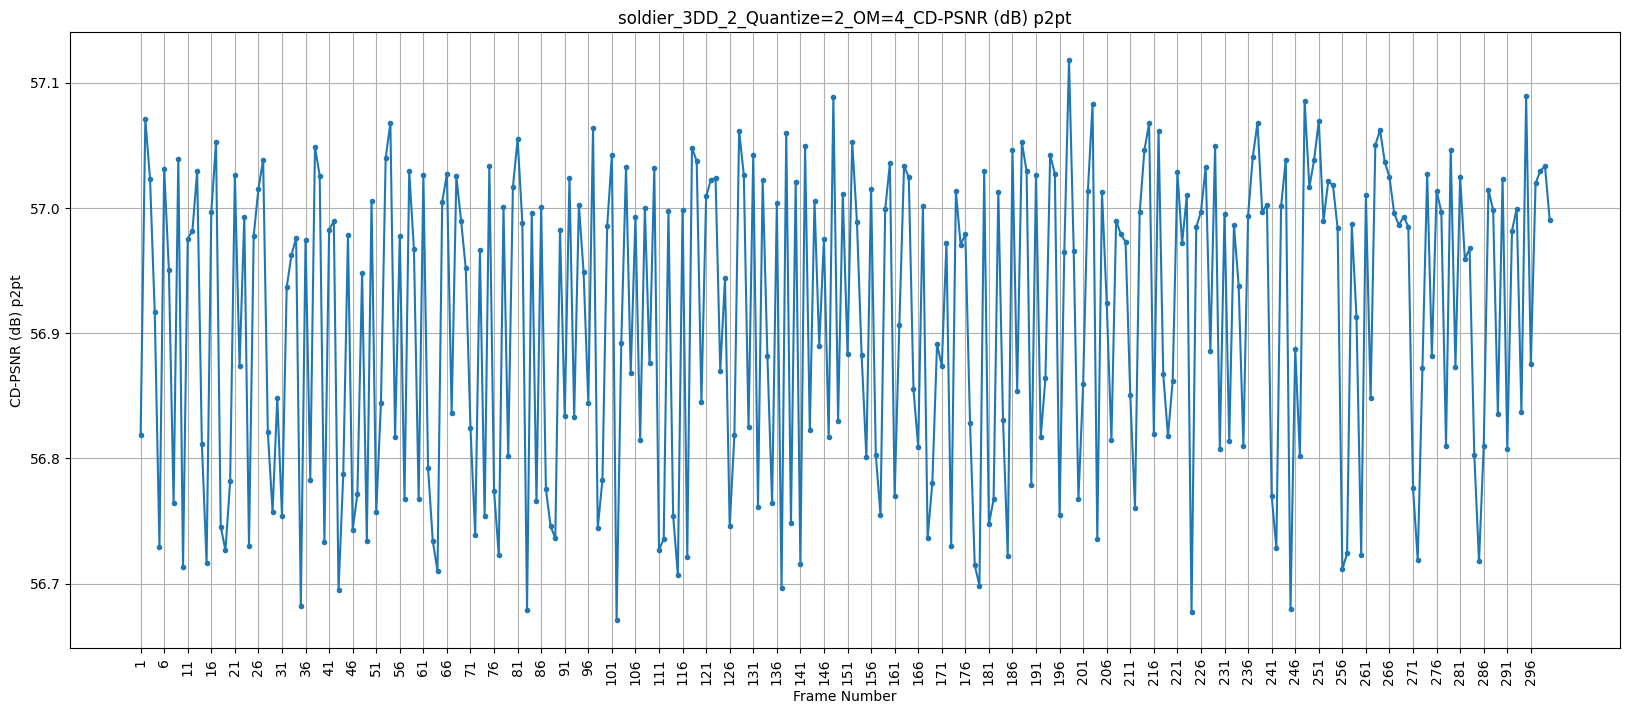 soldier_3DD_2_Quantize=2_OM=4_CD-PSNR (dB) p2pt
57.1
57.0
56.9
56.8
56.7
CD-PSNR (dB) p2pt
1 6 11 16 21 26 31 36 41 46 51 56 61 66 71 76 81 86 91 96 101 106 111 116 121 126 131 136 141 146 151 156 161 166 171 176 181 186 191 196 201 206 211 216 221 226 231 236 241 246 251 256 261 266 271 276 281 286 291 296
Frame Number